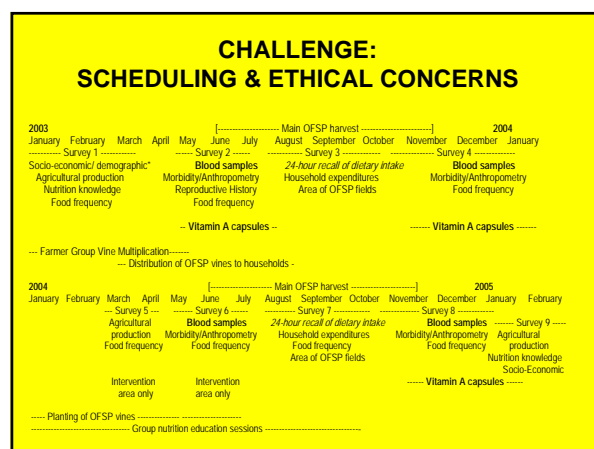 CHALLENGE:
SCHEDULING & ETHICAL CONCERNS
2003 [--------------------- Main OFSP harvest ------------------------] 2004
January February March April May June July August September October November December January
----------- Survey 1 ------------ ------ Survey 2 ------ ------------ Survey 3 ------------- --------------- Survey 4 --------------
Socio-economic/ demographic* Blood samples 24-hour recall of dietary intake Blood samples
Agricultural production Morbidity/Anthropometry Household expenditures Morbidity/Anthropometry
Nutrition knowledge Reproductive History Area of OFSP fields Food frequency
Food frequency Food frequency
-- Vitamin A capsules -- ------- Vitamin A capsules -------
--- Farmer Group Vine Multiplication-------
--- Distribution of OFSP vines to households -
2004 [--------------------- Main OFSP harvest ----------------------] 2005
January February March April May June July August September October November December January February
--- Survey 5 --- ------- Survey 6 ------ ----------- Survey 7 ------------ --------------- Survey 8 -------------
Agricultural Blood samples 24-hour recall of dietary intake Blood samples ------- Survey 9 -----
production Morbidity/Anthropometry Household expenditures Morbidity/Anthropometry Agricultural
Food frequency Food frequency Food frequency Food frequency production
Area of OFSP fields Nutrition knowledge
Socio-Economic
Intervention Intervention ------ Vitamin A capsules ------
area only area only
----- Planting of OFSP vines --------------- ---------------------
---------------------------------- Group nutrition education sessions ---------------------------------